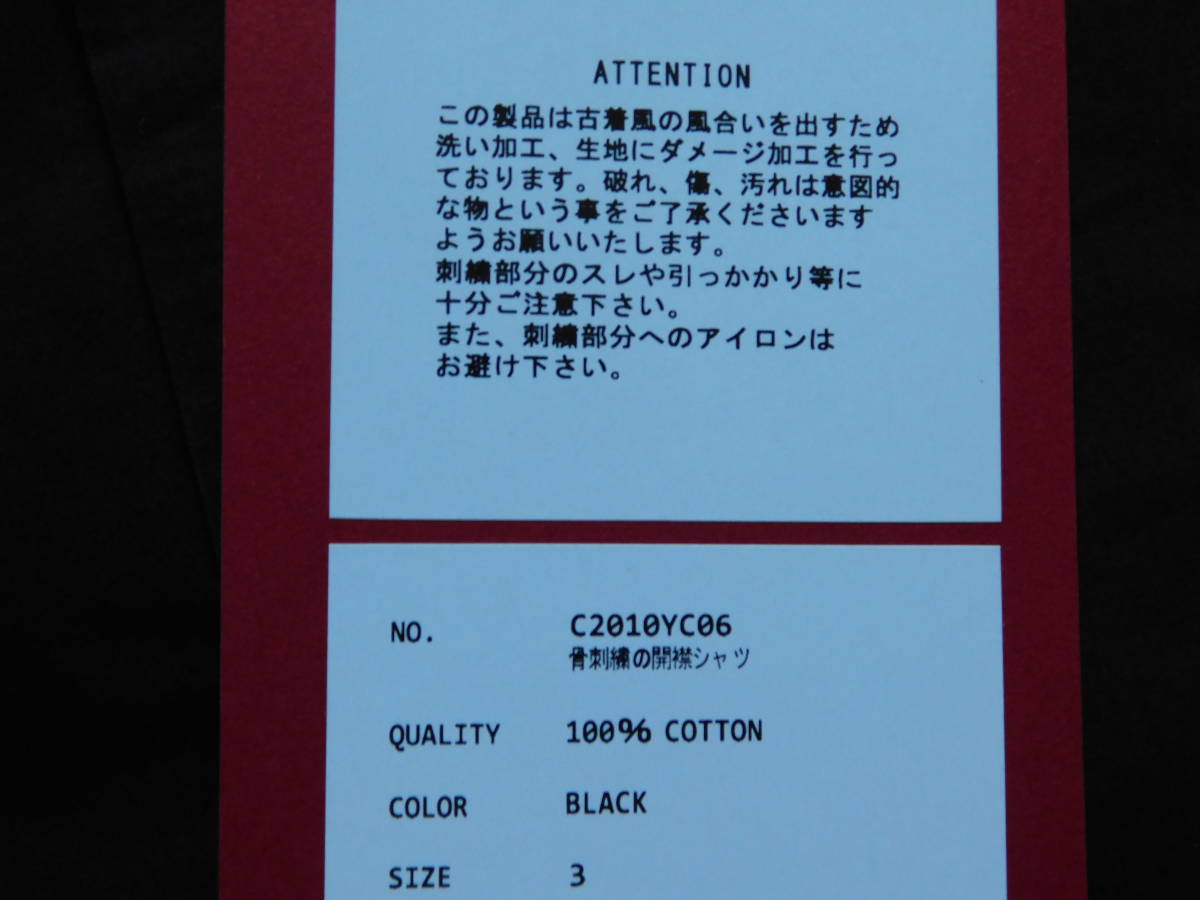 ATTENTION
この製品は古着風の風合いを出すため
洗い加工、生地にダメージ加工を行っ
ております。破れ、傷、汚れは意図的
な物という事をご了承くださいます
ようお願いいたします。
刺繍部分のスレや引っかかり等に
十分ご注意下さい。
また、刺繍部分へのアイロンは
お避け下さい。
NO. C2010YC06
骨刺繍の開襟シャツ
QUALITY 100% COTTON
COLOR BLACK
SIZE 3